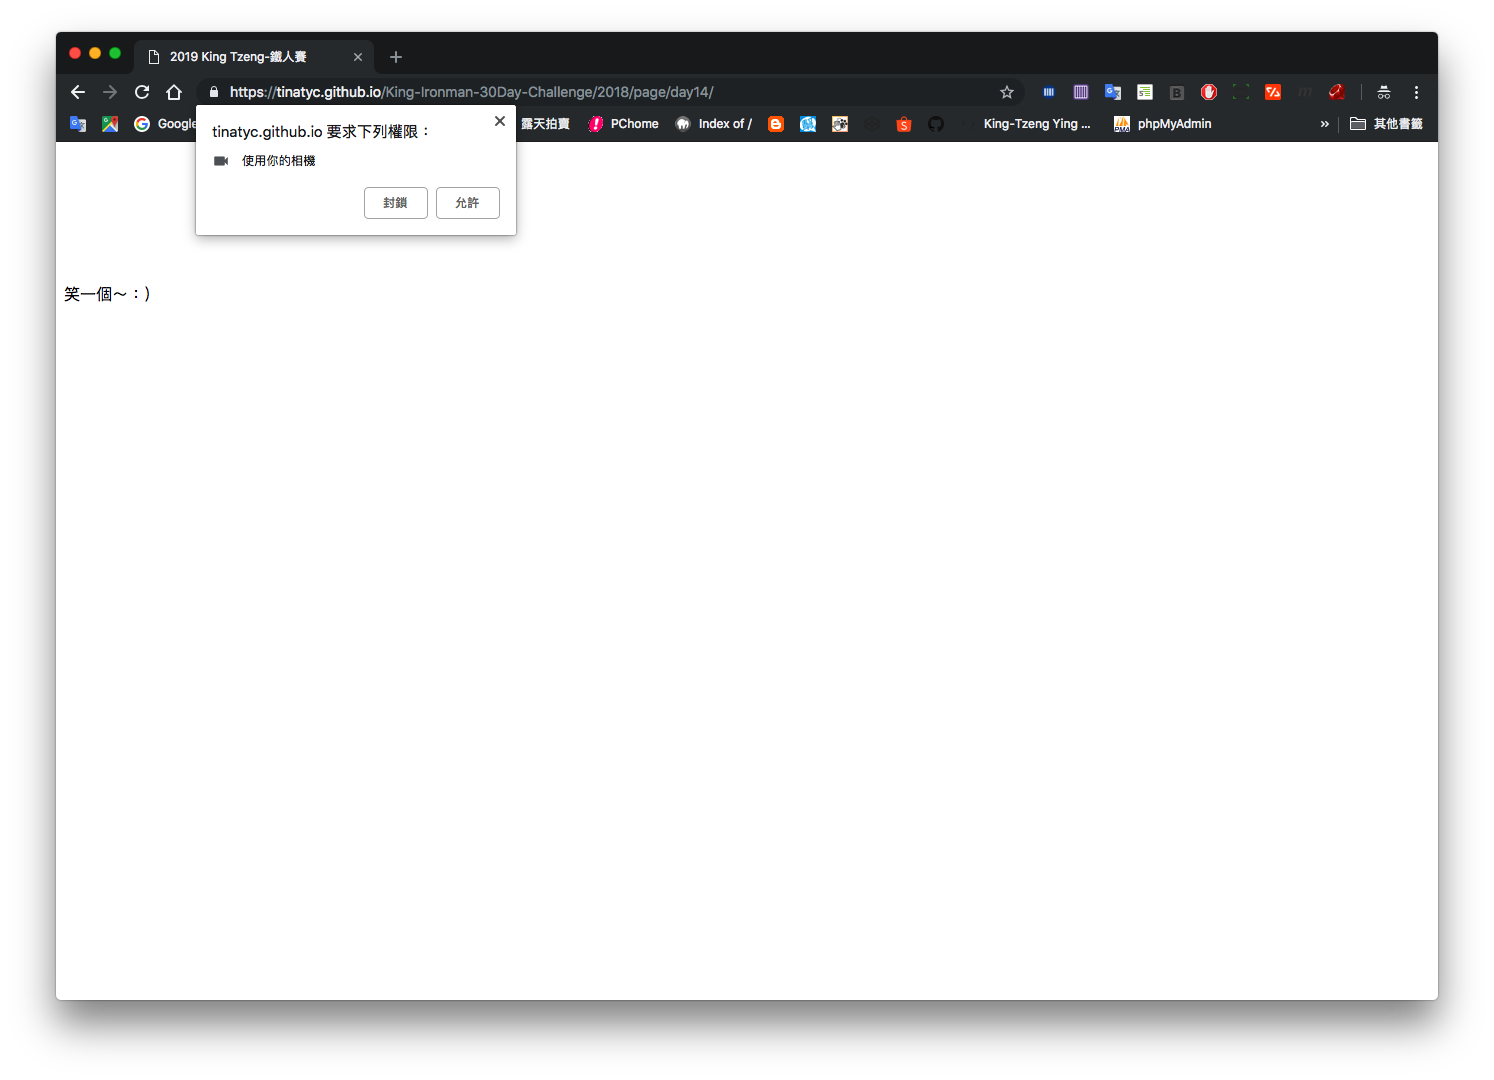 2019 King Tzeng-鐵人賽
https://tinatyc.github.io/King-Ironman-30Day-Challenge/2018/page/day14/
Google
露天拍賣
PChome
Index of /
King-Tzeng Ying ...
phpMyAdmin
»
其他書籤
tinatyc.github.io 要求下列權限：
使用你的相機
封鎖
允許
笑一個～：）